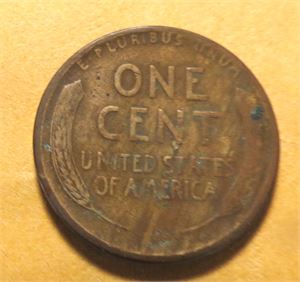 E PLURIBUS UNUM
ONE
CENT
UNITED STATES
OF AMERICA